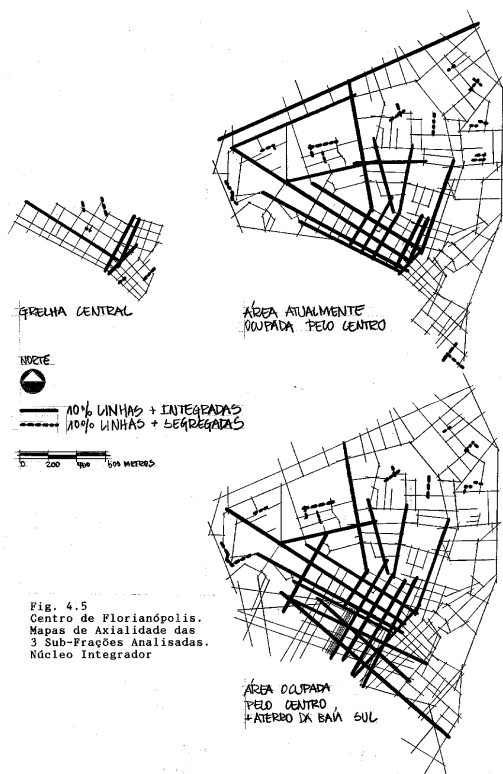 GRELHA CENTRAL
ÁREA ATUALMENTE
OCUPADA PELO CENTRO
NORTE
10% LINHAS + INTEGRADAS
10% LINHAS + SEGREGADAS
0 200 400 600 METROS
Fig. 4.5
Centro de Florianópolis.
Mapas de Axialidade das
3 Sub-Frações Analisadas.
Núcleo Integrador
ÁREA OCUPADA
PELO CENTRO
+ ATERRO DA BAÍA SUL